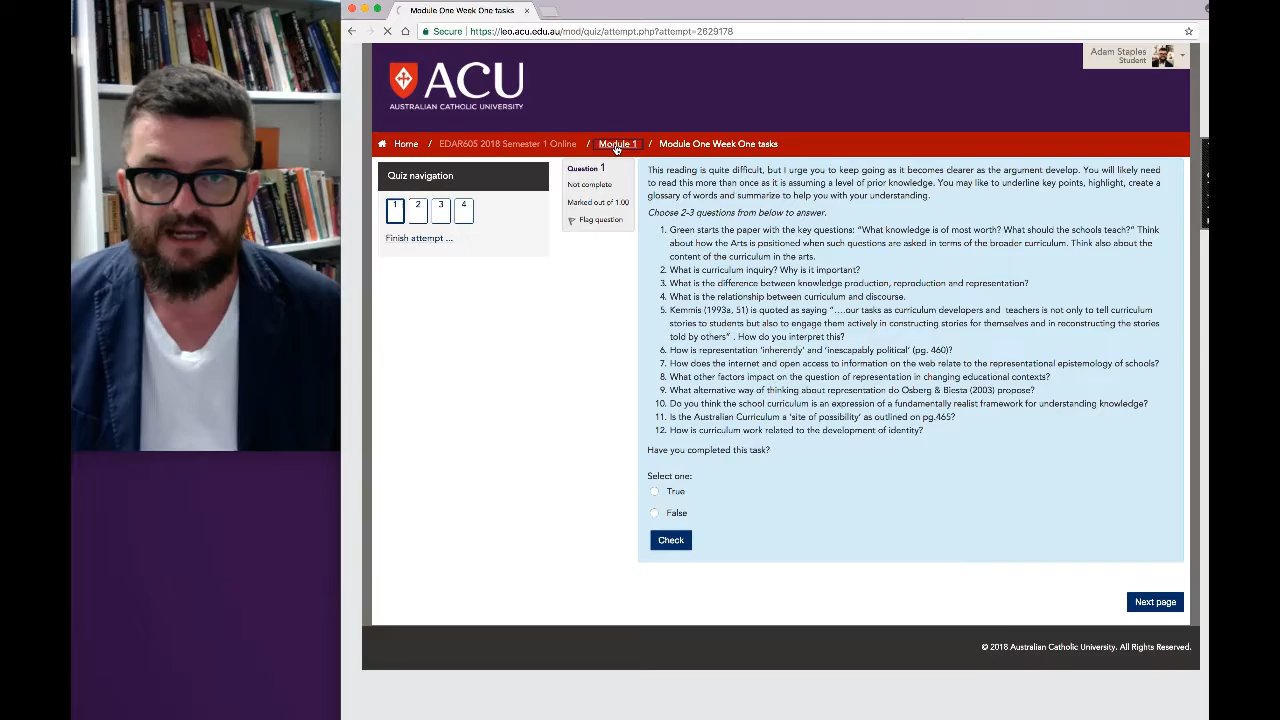 Module One Week One tasks
Secure
https://leo.acu.edu.au/mod/quiz/attempt.php?attempt=2629178
Adam Staples
Student
ACU
AUSTRALIAN CATHOLIC UNIVERSITY
Home / EDAR605 2018 Semester 1 Online / Module 1 / Module One Week One tasks
Quiz navigation
1 2 3 4
Finish attempt ...
Question 1
Not complete
Marked out of 1.00
Flag question
This reading is quite difficult, but I urge you to keep going as it becomes clearer as the argument develop. You will likely need
to read this more than once as it is assuming a level of prior knowledge. You may like to underline key points, highlight, create a
glossary of words and summarize to help you with your understanding.
Choose 2-3 questions from below to answer.
1. Green starts the paper with the key questions: "What knowledge is of most worth? What should the schools teach?" Think
about how the Arts is positioned when such questions are asked in terms of the broader curriculum. Think also about the
content of the curriculum in the arts.
2. What is curriculum inquiry? Why is it important?
3. What is the difference between knowledge production, reproduction and representation?
4. What is the relationship between curriculum and discourse.
5. Kemmis (1993a, 51) is quoted as saying "....our tasks as curriculum developers and teachers is not only to tell curriculum
stories to students but also to engage them actively in constructing stories for themselves and in reconstructing the stories
told by others" . How do you interpret this?
6. How is representation 'inherently' and 'inescapably political' (pg. 460)?
7. How does the internet and open access to information on the web relate to the representational epistemology of schools?
8. What other factors impact on the question of representation in changing educational contexts?
9. What alternative way of thinking about representation do Osberg & Biesta (2003) propose?
10. Do you think the school curriculum is an expression of a fundamentally realist framework for understanding knowledge?
11. Is the Australian Curriculum a 'site of possibility' as outlined on pg.465?
12. How is curriculum work related to the development of identity?
Have you completed this task?
Select one:
True
False
Check
Next page
© 2018 Australian Catholic University. All Rights Reserved.